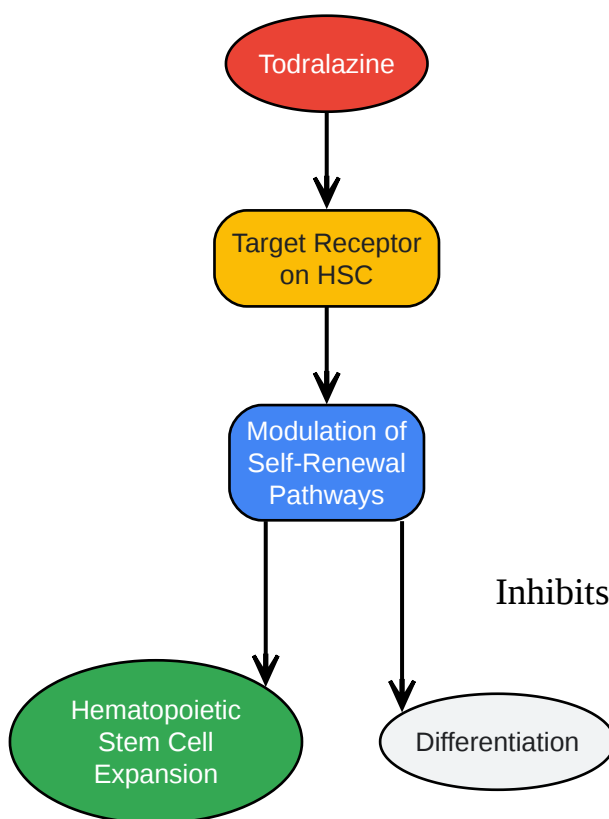 Todralazine
Target Receptor
on HSC
Modulation of
Self-Renewal
Pathways
Inhibits
Hematopoietic
Stem Cell
Expansion
Differentiation